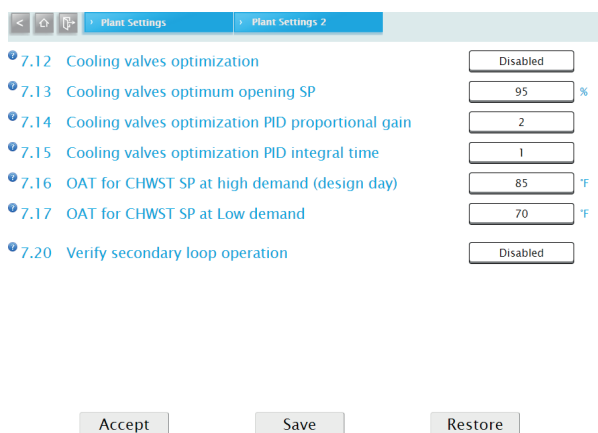 Plant Settings Plant Settings 2
7.12 Cooling valves optimization Disabled
7.13 Cooling valves optimum opening SP 95 %
7.14 Cooling valves optimization PID proportional gain 2
7.15 Cooling valves optimization PID integral time 1
7.16 OAT for CHWST SP at high demand (design day) 85 °F
7.17 OAT for CHWST SP at Low demand 70 °F
7.20 Verify secondary loop operation Disabled
Accept Save Restore